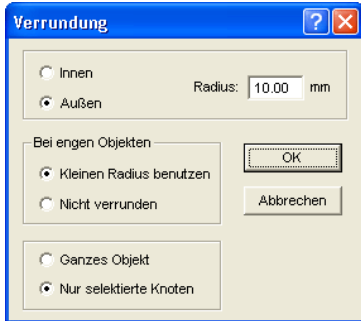 Verrundung
Innen
Außen
Radius: 10.00 mm
Bei engen Objekten
Kleinen Radius benutzen
Nicht verrunden
OK
Abbrechen
Ganzes Objekt
Nur selektierte Knoten